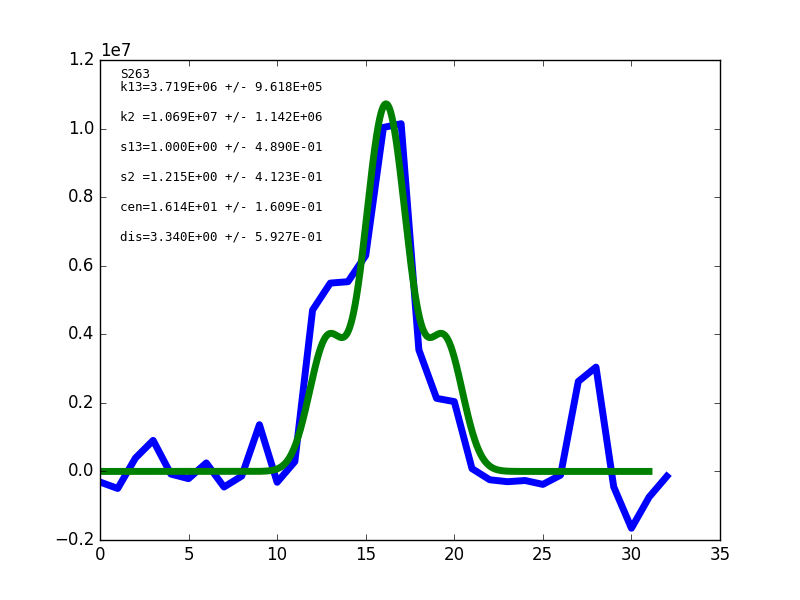 1e7
1.2
1.0
0.8
0.6
0.4
0.2
0.0
−0.2
S263
k13=3.719E+06 +/- 9.618E+05
k2 =1.069E+07 +/- 1.142E+06
s13=1.000E+00 +/- 4.890E-01
s2 =1.215E+00 +/- 4.123E-01
cen=1.614E+01 +/- 1.609E-01
dis=3.340E+00 +/- 5.927E-01
0 5 10 15 20 25 30 35